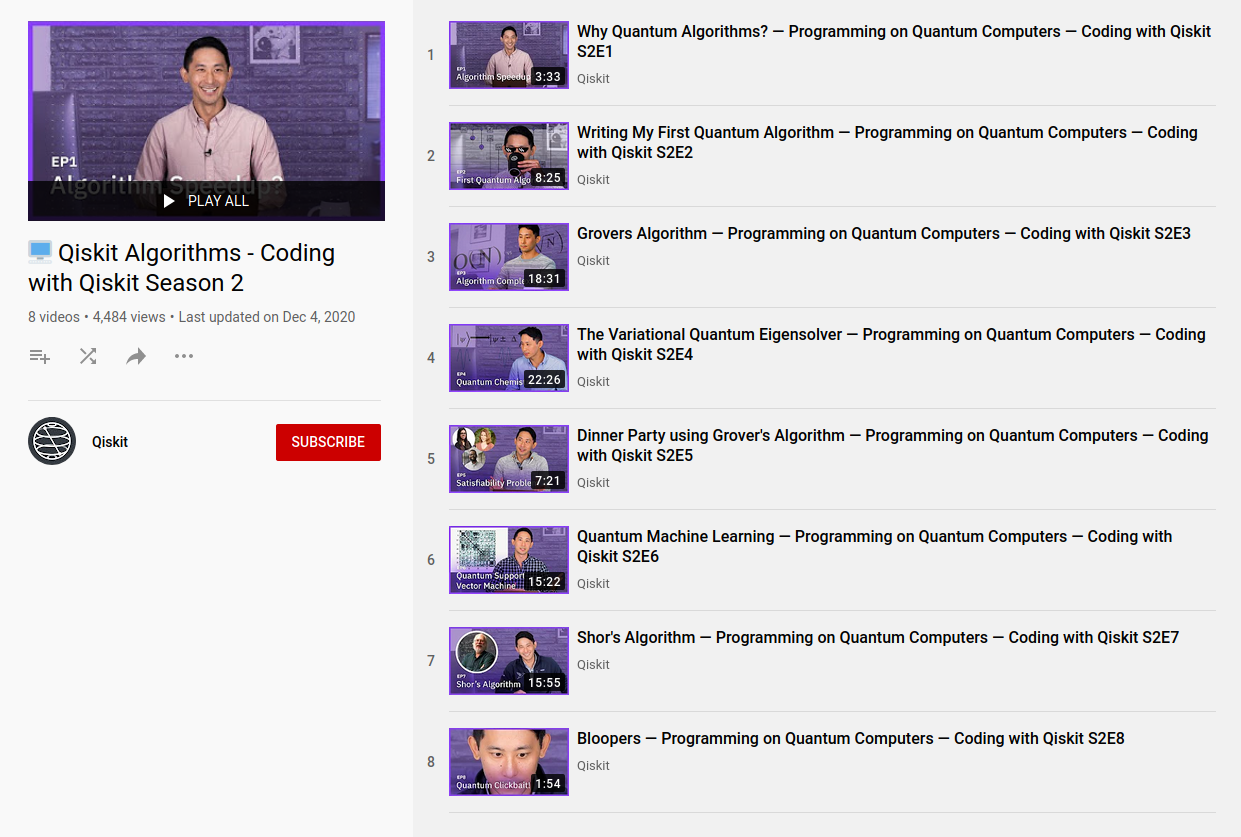 EP1
Algorithm Speedup?
PLAY ALL
Qiskit Algorithms - Coding
with Qiskit Season 2
8 videos • 4,484 views • Last updated on Dec 4, 2020
Qiskit
SUBSCRIBE
1
EP1
Algorithm Speedup
3:33
Why Quantum Algorithms? — Programming on Quantum Computers — Coding with Qiskit
S2E1
Qiskit
2
EP2
First Quantum Algo
8:25
Writing My First Quantum Algorithm — Programming on Quantum Computers — Coding
with Qiskit S2E2
Qiskit
3
EP3
Algorithm Comple
18:31
Grovers Algorithm — Programming on Quantum Computers — Coding with Qiskit S2E3
Qiskit
4
EP4
Quantum Chemis
22:26
The Variational Quantum Eigensolver — Programming on Quantum Computers — Coding
with Qiskit S2E4
Qiskit
5
EP5
Satisfiability Proble
7:21
Dinner Party using Grover's Algorithm — Programming on Quantum Computers — Coding
with Qiskit S2E5
Qiskit
6
Quantum Support
Vector Machine
15:22
Quantum Machine Learning — Programming on Quantum Computers — Coding with
Qiskit S2E6
Qiskit
7
EP7
Shor's Algorithm
15:55
Shor's Algorithm — Programming on Quantum Computers — Coding with Qiskit S2E7
Qiskit
8
EP8
Quantum Clickbait!
1:54
Bloopers — Programming on Quantum Computers — Coding with Qiskit S2E8
Qiskit